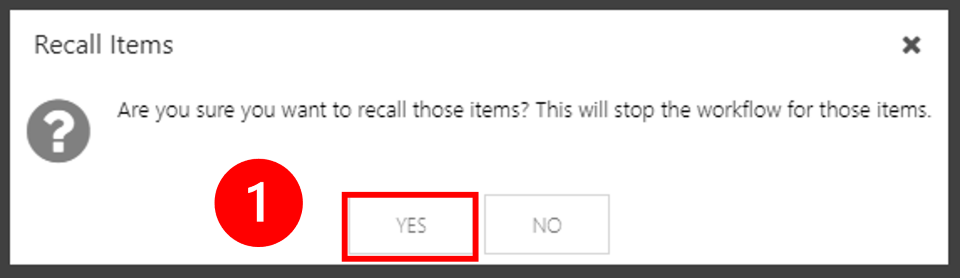 Recall Items
Are you sure you want to recall those items? This will stop the workflow for those items.
1
YES
NO